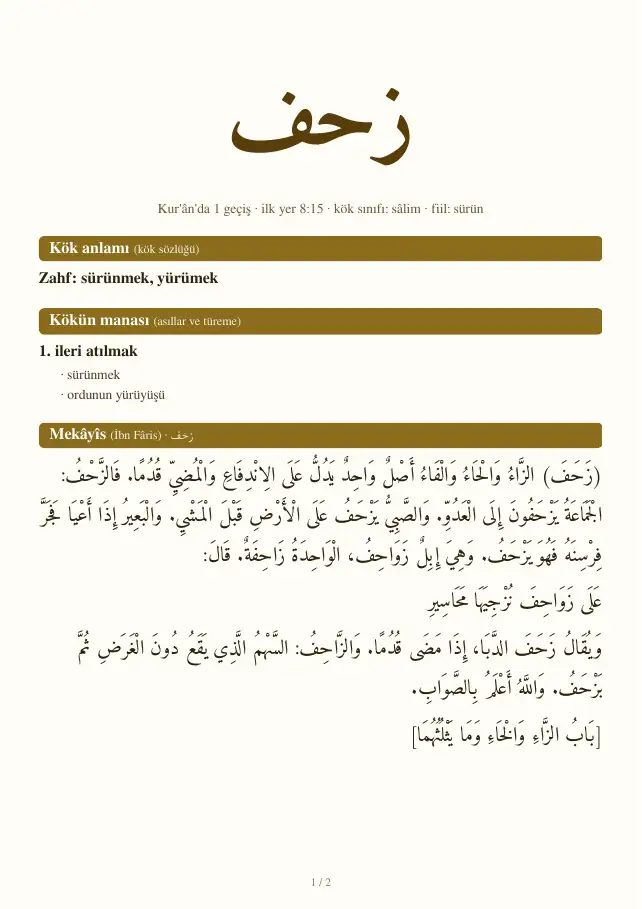 زحف
Kur'ân'da 1 geçiş · ilk yer 8:15 · kök sınıfı: sâlim · fiil: sürün
Kök anlamı (kök sözlüğü)
Zahf: sürünmek, yürümek
Kökün manası (asıllar ve türeme)
1. ileri atılmak
· sürünmek
· ordunun yürüyüşü
Mekâyîs (İbn Fâris) · زحف
(زَحَفَ) الزَّاءُ وَالْحَاءُ وَالْفَاءُ أَصْلٌ وَاحِدٌ يَدُلُّ عَلَى الِانْدِفَاعِ وَالْمُضِيِّ قُدُمًا. فَالزَّحْفُ:
الْجَمَاعَةُ يَزْحَفُونَ إِلَى الْعَدُوِّ. وَالصَّبِيُّ يَزْحَفُ عَلَى الْأَرْضِ قَبْلَ الْمَشْيِ. وَالْبَعِيرُ إِذَا أَعْيَا فَجَرَّ
فِرْسِنَهُ فَهُوَ يَزْحَفُ. وَهِيَ إِبِلٌ زَوَاحِفُ، الْوَاحِدَةُ زَاحِفَةٌ. قَالَ:
عَلَى زَوَاحِفَ نُزْجِيَهَا مَحَاسِيرِ
وَيُقَالُ زَحَفَ الدَّبَا، إِذَا مَضَى قُدُمًا. وَالزَّاحِفُ: السَّهْمُ الَّذِي يَقَعُ دُونَ الْغَرَضِ ثُمَّ
يَزْحَفُ. وَاللَّهُ أَعْلَمُ بِالصَّوَابِ.
[بَابُ الزَّاءِ وَالْخَاءِ وَمَا يَثْلُثُهُمَا]
1 / 2